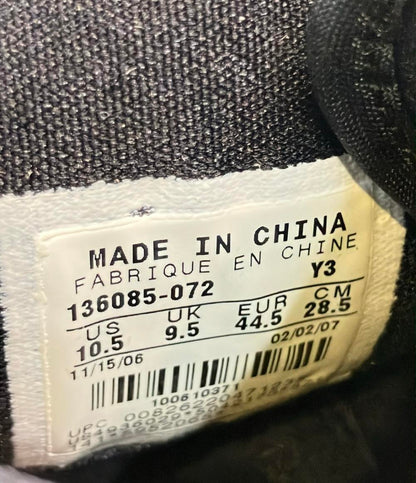 MADE IN CHINA
FABRIQUE EN CHINE
136085-072 Y3
US UK EUR CM
10.5 9.5 44.5 28.5
11/15/06 02/02/07
100610371
UPC